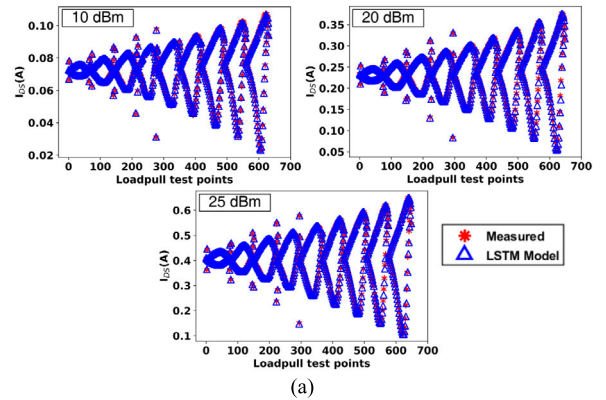 10 dBm
20 dBm
I_DS(A)
0.10
0.08
0.06
0.04
0.02
0 100 200 300 400 500 600 700
Loadpull test points
I_DS(A)
0.35
0.30
0.25
0.20
0.15
0.10
0.05
0 100 200 300 400 500 600 700
Loadpull test points
25 dBm
I_DS(A)
0.6
0.5
0.4
0.3
0.2
0.1
0 100 200 300 400 500 600 700
Loadpull test points
Measured
LSTM Model
(a)